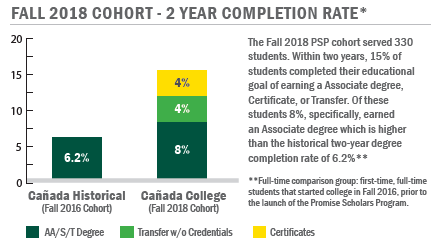 FALL 2018 COHORT - 2 YEAR COMPLETION RATE*
20
15
10
5
0
6.2%
4%
4%
8%
Cañada Historical
(Fall 2016 Cohort)
Cañada College
(Fall 2018 Cohort)
The Fall 2018 PSP cohort served 330
students. Within two years, 15% of
students completed their educational
goal of earning a Associate degree,
Certificate, or Transfer. Of these
students 8%, specifically, earned
an Associate degree which is higher
than the historical two-year degree
completion rate of 6.2%**
**Full-time comparison group: first-time, full-time
students that started college in Fall 2016, prior to
the launch of the Promise Scholars Program.
AA/S/T Degree
Transfer w/o Credentials
Certificates